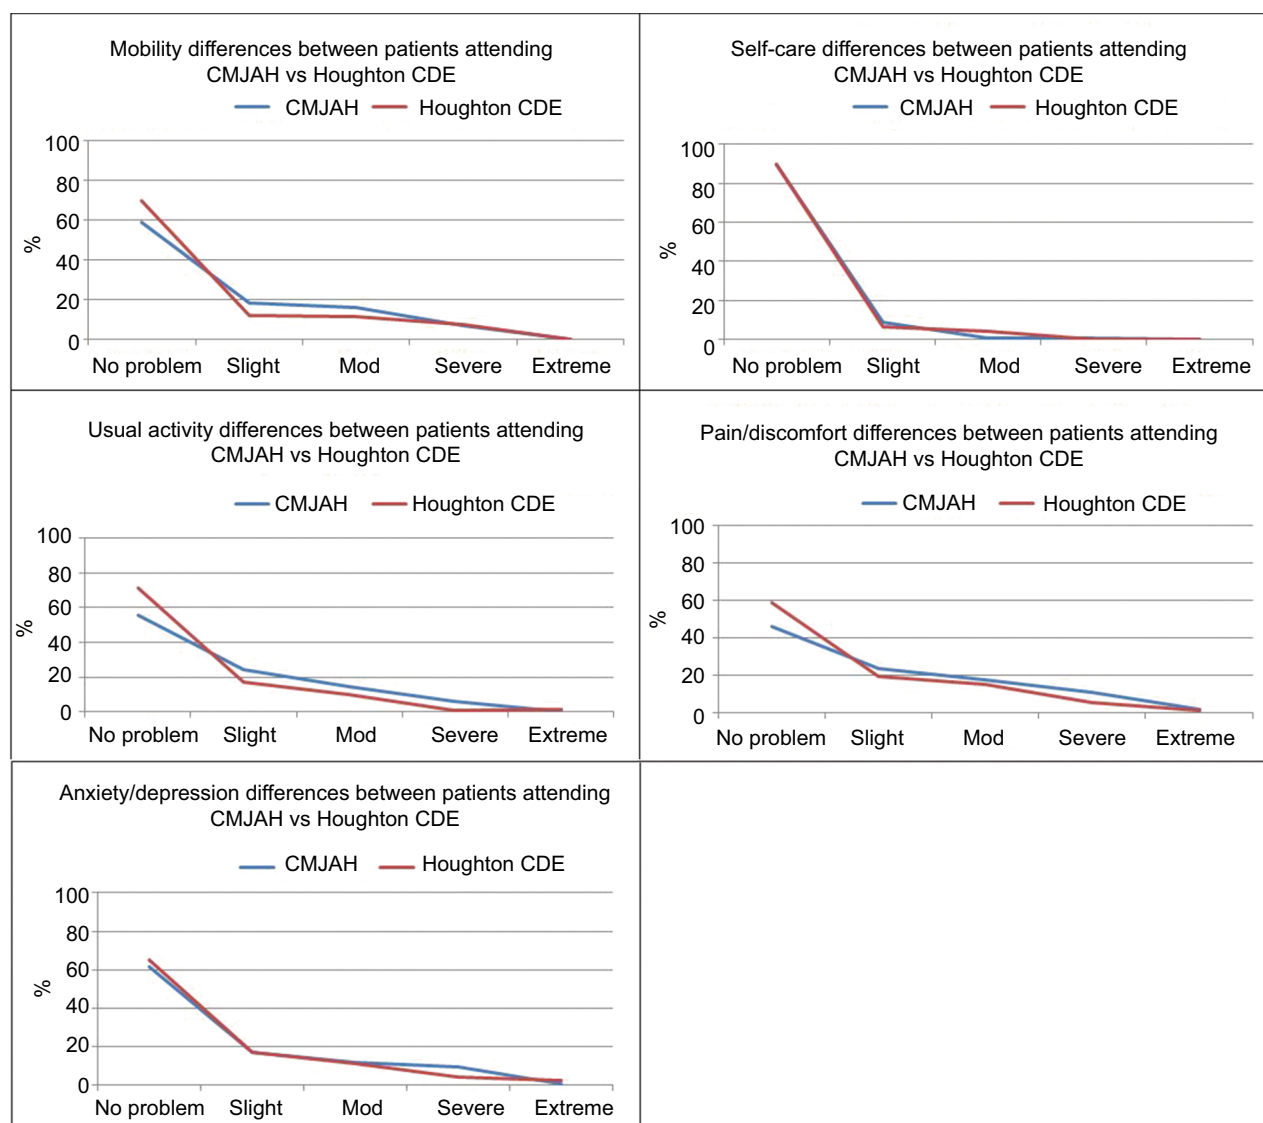 Mobility differences between patients attending
CMJAH vs Houghton CDE
CMJAH Houghton CDE
100
80
60
40
20
0
%
No problem Slight Mod Severe Extreme
Self-care differences between patients attending
CMJAH vs Houghton CDE
CMJAH Houghton CDE
100
80
60
40
20
0
%
No problem Slight Mod Severe Extreme
Usual activity differences between patients attending
CMJAH vs Houghton CDE
CMJAH Houghton CDE
100
80
60
40
20
0
%
No problem Slight Mod Severe Extreme
Pain/discomfort differences between patients attending
CMJAH vs Houghton CDE
CMJAH Houghton CDE
100
80
60
40
20
0
%
No problem Slight Mod Severe Extreme
Anxiety/depression differences between patients attending
CMJAH vs Houghton CDE
CMJAH Houghton CDE
100
80
60
40
20
0
%
No problem Slight Mod Severe Extreme